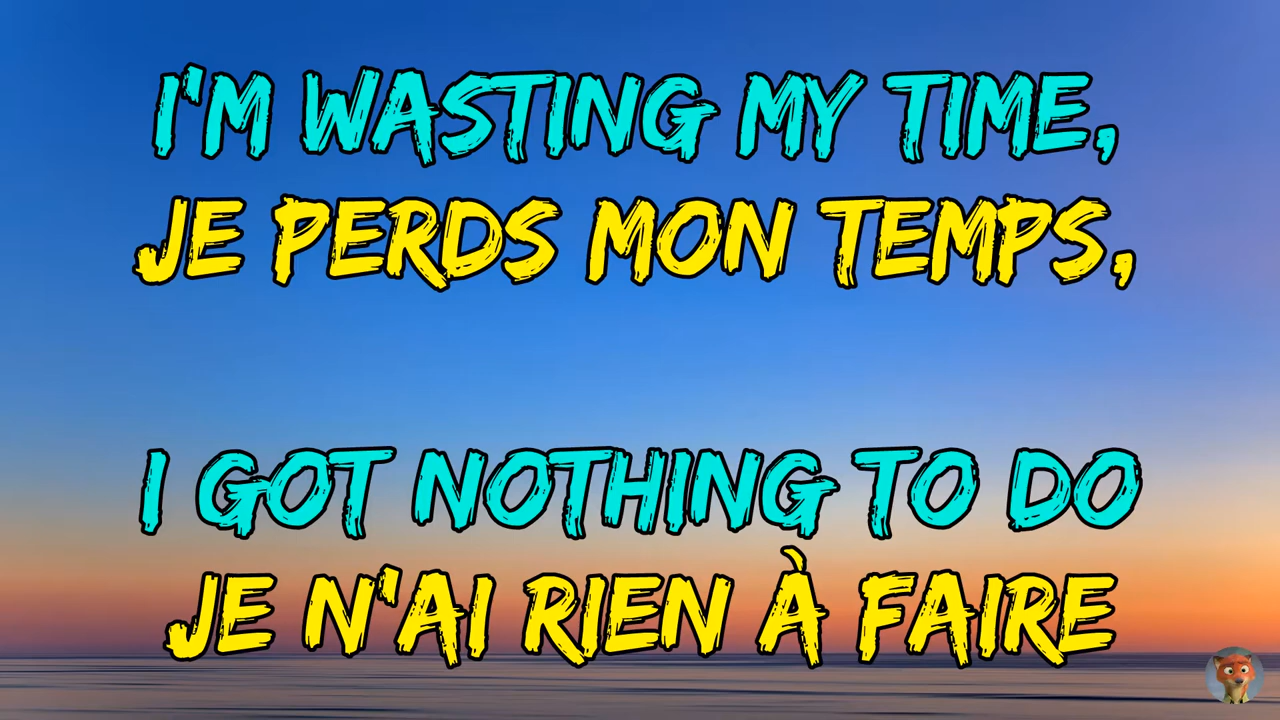 I'M WASTING MY TIME,
JE PERDS MON TEMPS,
I GOT NOTHING TO DO
JE N'AI RIEN À FAIRE